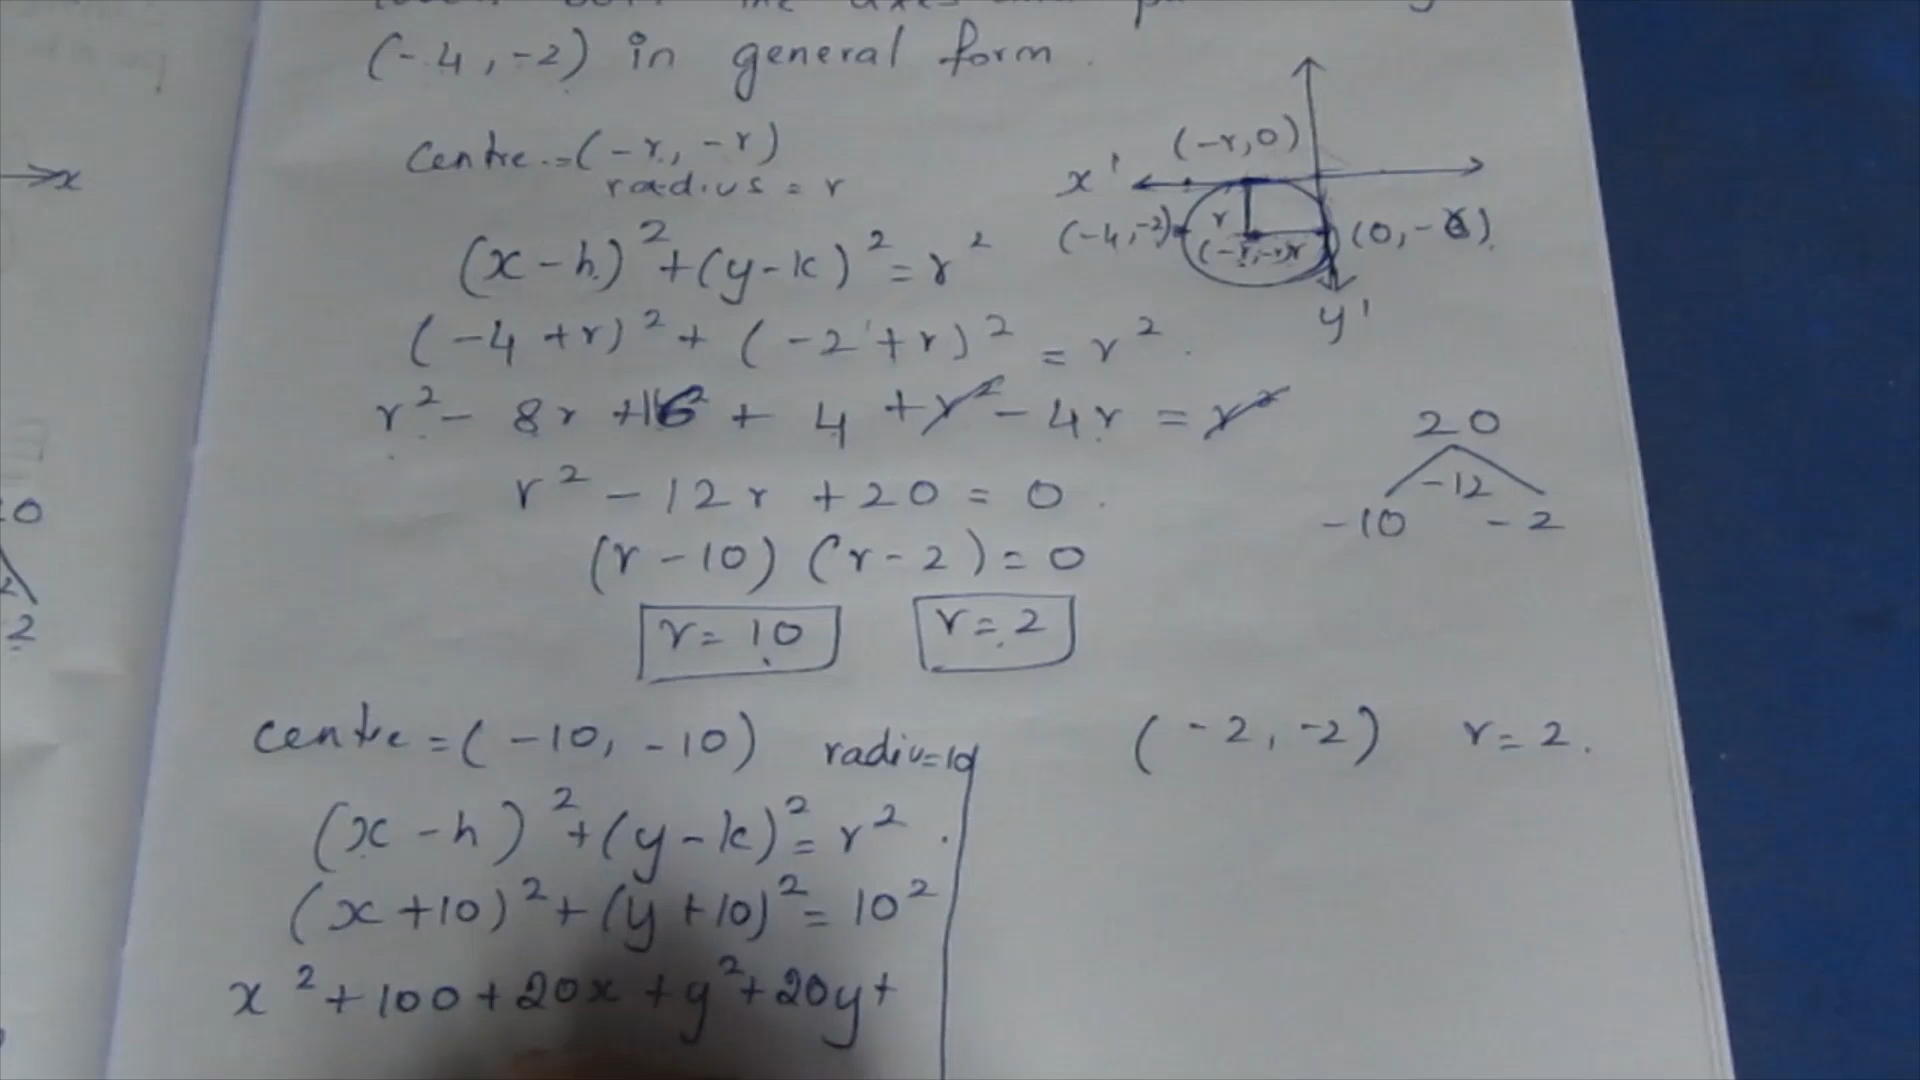 (-4, -2) in general form.
centre = (-r, -r)
radius = r
(x-h)²+(y-k)²=r²
(-4+r)²+(-2+r)²=r².
r²-8r+16+4+r²-4r=r²
r²-12r+20=0.
(r-10)(r-2)=0
r=10 r=2
(-r,0)
x'
(-4,-2) r
y'
20
-12
-10 -2
centre = (-10, -10) radiu=10
(x-h)²+(y-k)²=r².
(x+10)²+(y+10)²=10²
x²+100+20x+y²+20y+
(-2, -2) r=2.
x
2